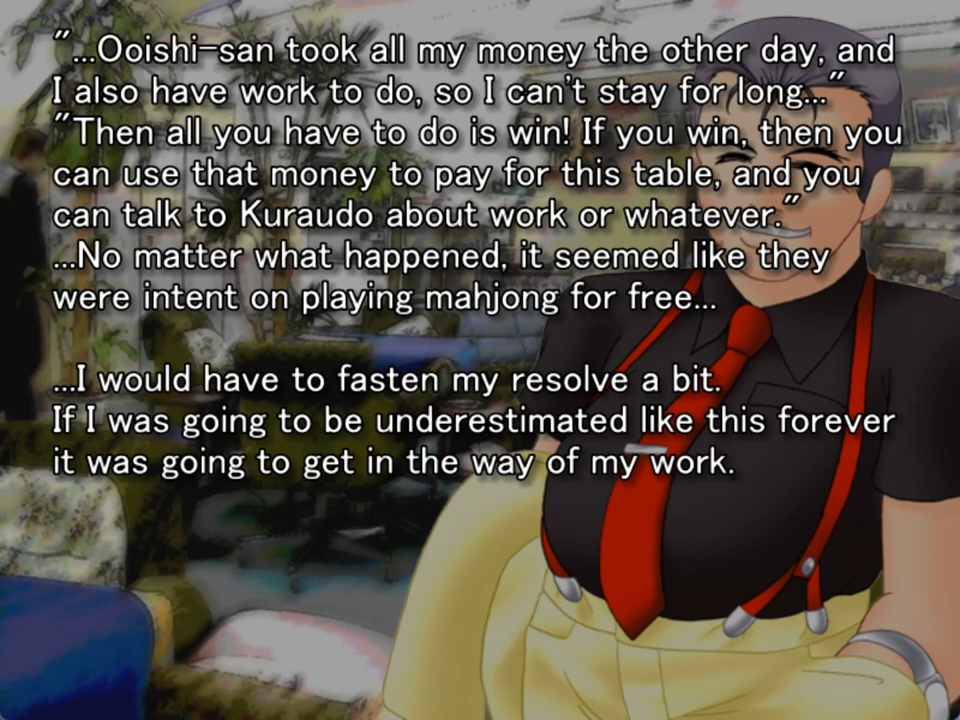 "...Ooishi-san took all my money the other day, and
I also have work to do, so I can't stay for long..."
"Then all you have to do is win! If you win, then you
can use that money to pay for this table, and you
can talk to Kuraudo about work or whatever."
...No matter what happened, it seemed like they
were intent on playing mahjong for free...
...I would have to fasten my resolve a bit.
If I was going to be underestimated like this forever
it was going to get in the way of my work.